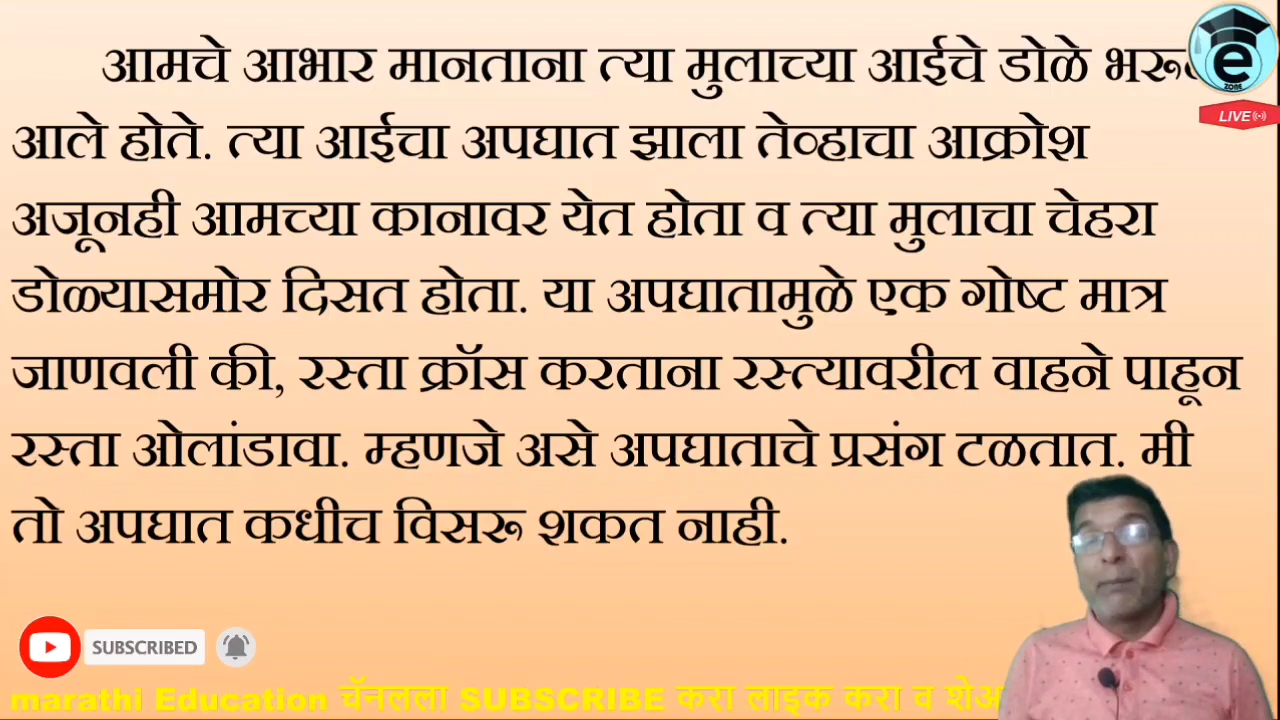 आमचे आभार मानताना त्या मुलाच्या आईचे डोळे
आले होते. त्या आईचा अपघात झाला तेव्हाचा आक्रोश
अजूनही आमच्या कानावर येत होता व त्या मुलाचा चेहरा
डोळ्यासमोर दिसत होता. या अपघातामुळे एक गोष्ट मात्र
जाणवली की, रस्ता क्रॉस करताना रस्त्यावरील वाहने पाहून
रस्ता ओलांडावा. म्हणजे असे अपघाताचे प्रसंग टळतात. मी
तो अपघात कधीच विसरू शकत नाही.
e
ZONE
LIVE
SUBSCRIBED
marathi Education चॅनलला SUBSCRIBE करा लाइक करा व